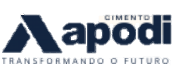 CIMENTO
apodi
TRANSFORMANDO O FUTURO